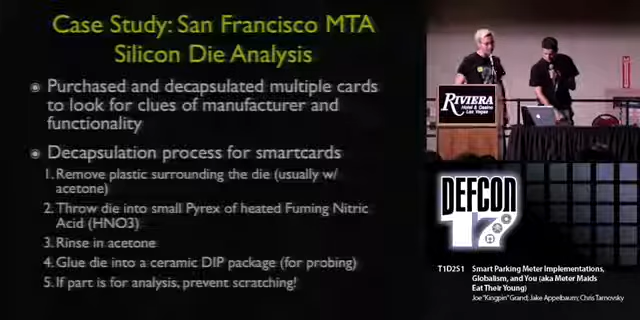 Case Study: San Francisco MTA
Silicon Die Analysis
Purchased and decapsulated multiple cards
to look for clues of manufacturer and
functionality
Decapsulation process for smartcards
1. Remove plastic surrounding the die (usually w/
acetone)
2. Throw die into small Pyrex of heated Fuming Nitric
Acid (HNO3)
3. Rinse in acetone
4. Glue die into a ceramic DIP package (for probing)
5. If part is for analysis, prevent scratching!
RIVIERA
Hotel & Casino
Las Vegas
DEFCON
17
T1D2S1 Smart Parking Meter Implementations,
Globalism, and You (aka Meter Maids
Eat Their Young)
Joe "Kingpin" Grand; Jake Appelbaum; Chris Tarnovsky